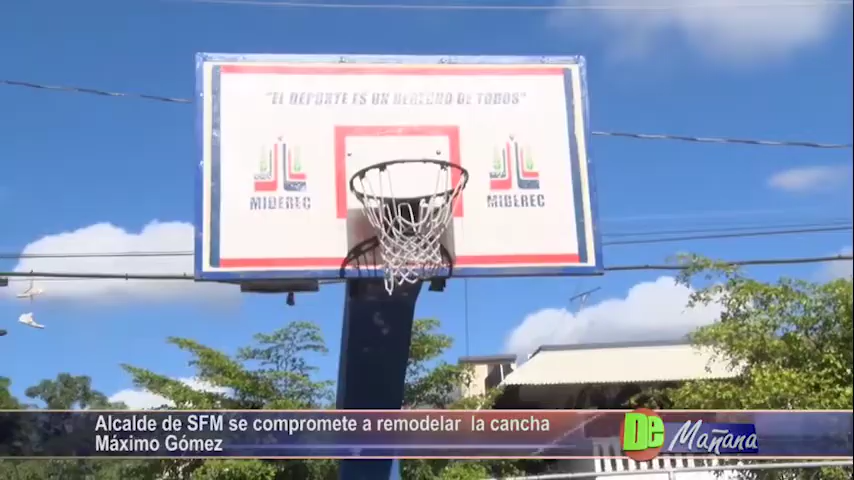 "EL DEPORTE ES UN DERECHO DE TODOS"
MIDEREC
MIDEREC
Alcalde de SFM se compromete a remodelar la cancha
Máximo Gómez
De Mañana